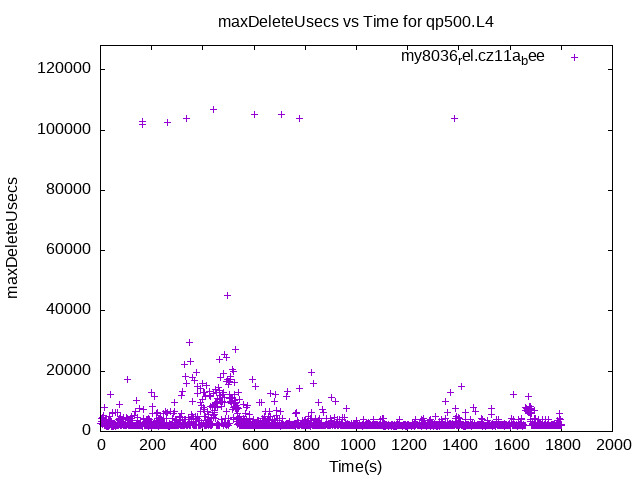 maxDeleteUsecs vs Time for qp500.L4
my8036rel.cz11abee
120000
100000
80000
60000
40000
20000
0
maxDeleteUsecs
0 200 400 600 800 1000 1200 1400 1600 1800 2000
Time(s)